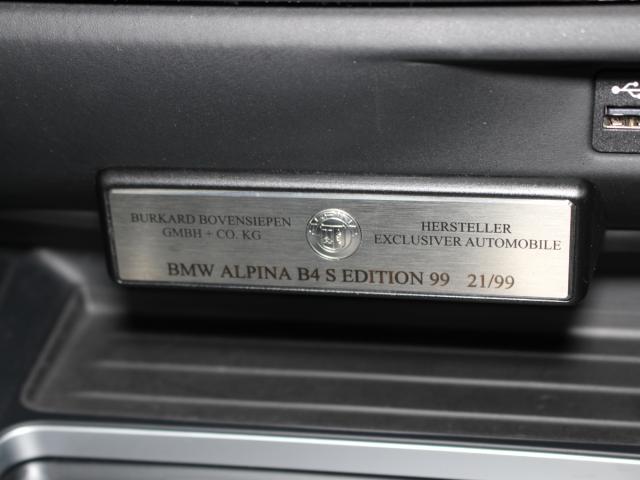 BURKARD BOVENSIEPEN
GMBH + CO. KG
HERSTELLER
EXCLUSIVER AUTOMOBILE
BMW ALPINA B4 S EDITION 99 21/99